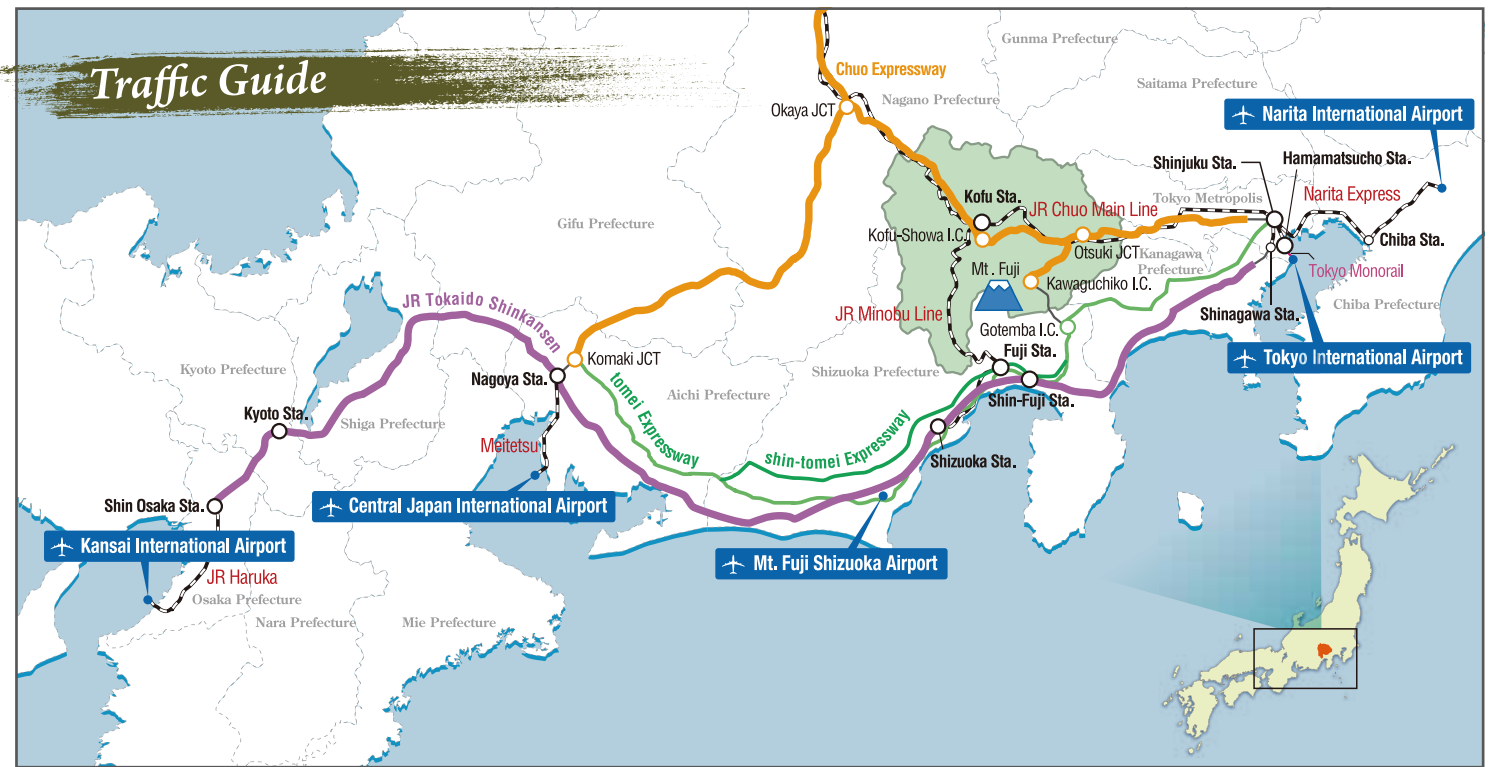 Traffic Guide
Gunma Prefecture
Chuo Expressway
Saitama Prefecture
Nagano Prefecture
Okaya JCT
Narita International Airport
Shinjuku Sta.
Hamamatsucho Sta.
Kofu Sta.
Tokyo Metropolis
Narita Express
JR Chuo Main Line
Gifu Prefecture
Kofu-Showa I.C.
Otsuki JCT
Kanagawa
Prefecture
Chiba Sta.
Mt. Fuji
Tokyo Monorail
Kawaguchiko I.C.
JR Tokaido Shinkansen
Chiba Prefecture
JR Minobu Line
Shinagawa Sta.
Gotemba I.C.
Fuji Sta.
Komaki JCT
Tokyo International Airport
Kyoto Prefecture
Nagoya Sta.
Shizuoka Prefecture
Aichi Prefecture
Shin-Fuji Sta.
Kyoto Sta.
Shiga Prefecture
tomei Expressway
Meitetsu
shin-tomei Expressway
Shizuoka Sta.
Shin Osaka Sta.
Central Japan International Airport
Kansai International Airport
Mt. Fuji Shizuoka Airport
JR Haruka
Osaka Prefecture
Nara Prefecture
Mie Prefecture